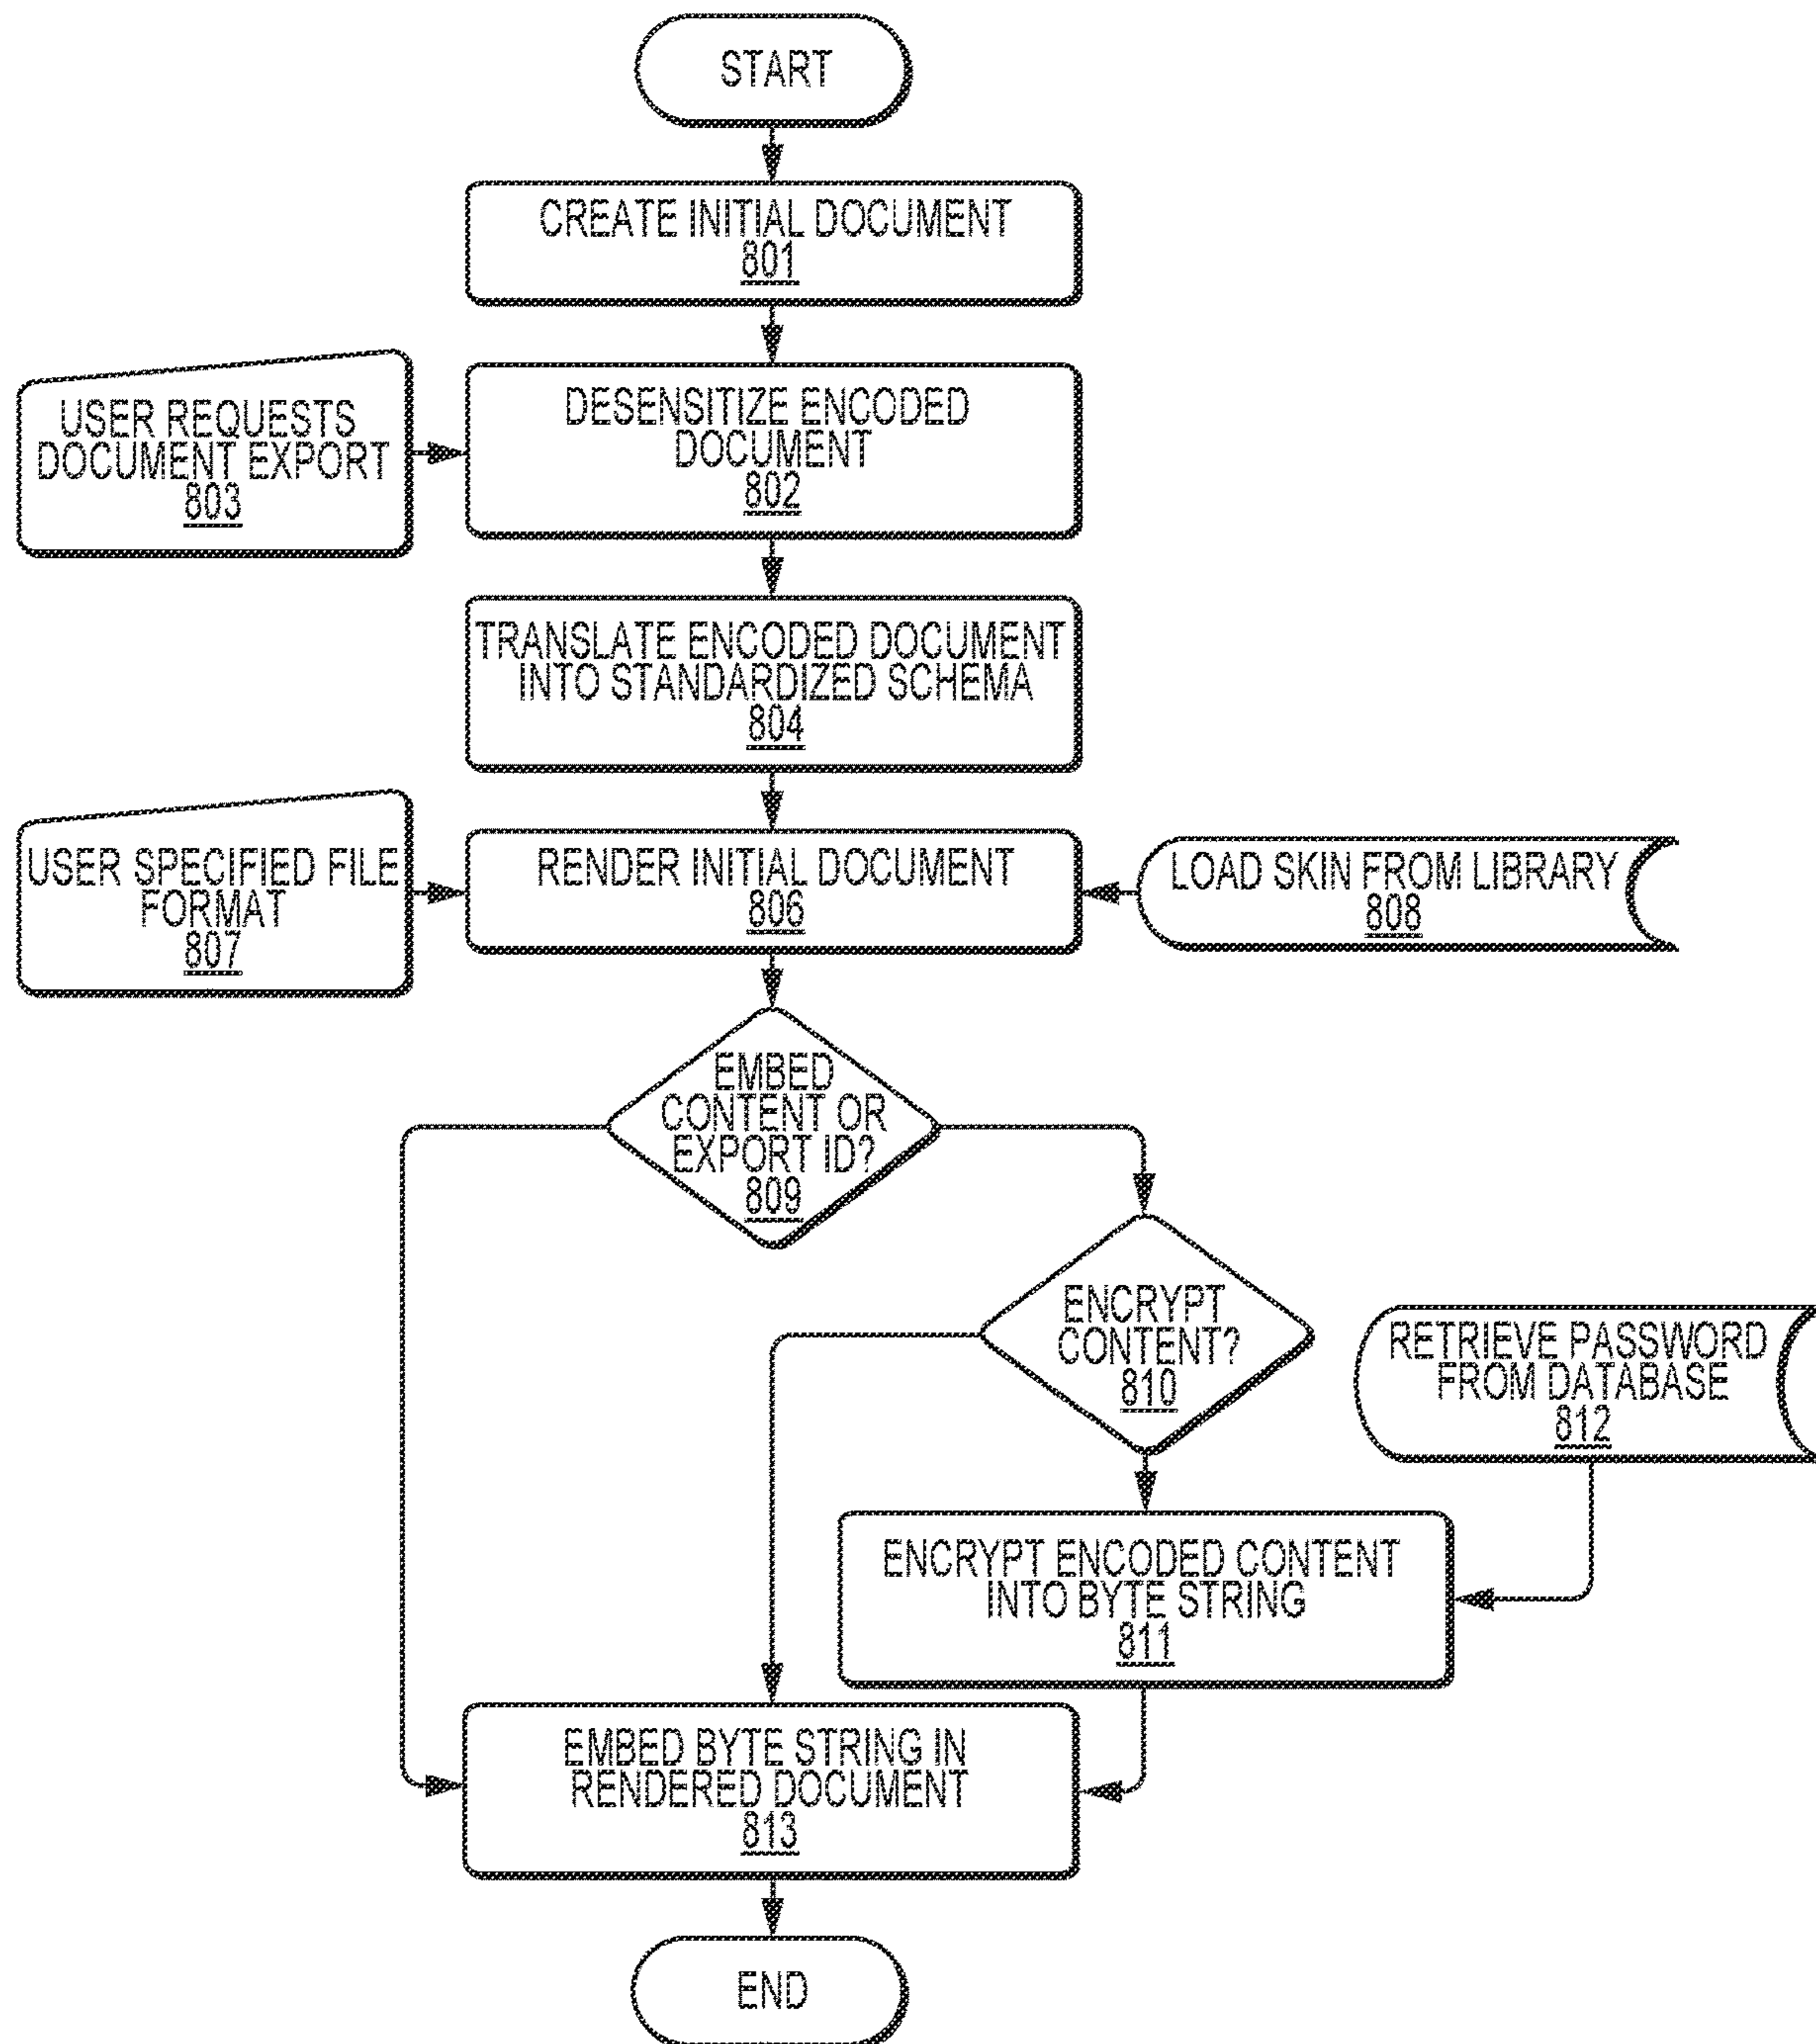 START
CREATE INITIAL DOCUMENT
801
USER REQUESTS
DOCUMENT EXPORT
803
DESENSITIZE ENCODED
DOCUMENT
802
TRANSLATE ENCODED DOCUMENT
INTO STANDARDIZED SCHEMA
804
USER SPECIFIED FILE
FORMAT
807
RENDER INITIAL DOCUMENT
806
LOAD SKIN FROM LIBRARY
808
EMBED
CONTENT OR
EXPORT ID?
809
ENCRYPT
CONTENT?
810
RETRIEVE PASSWORD
FROM DATABASE
812
ENCRYPT ENCODED CONTENT
INTO BYTE STRING
811
EMBED BYTE STRING IN
RENDERED DOCUMENT
813
END